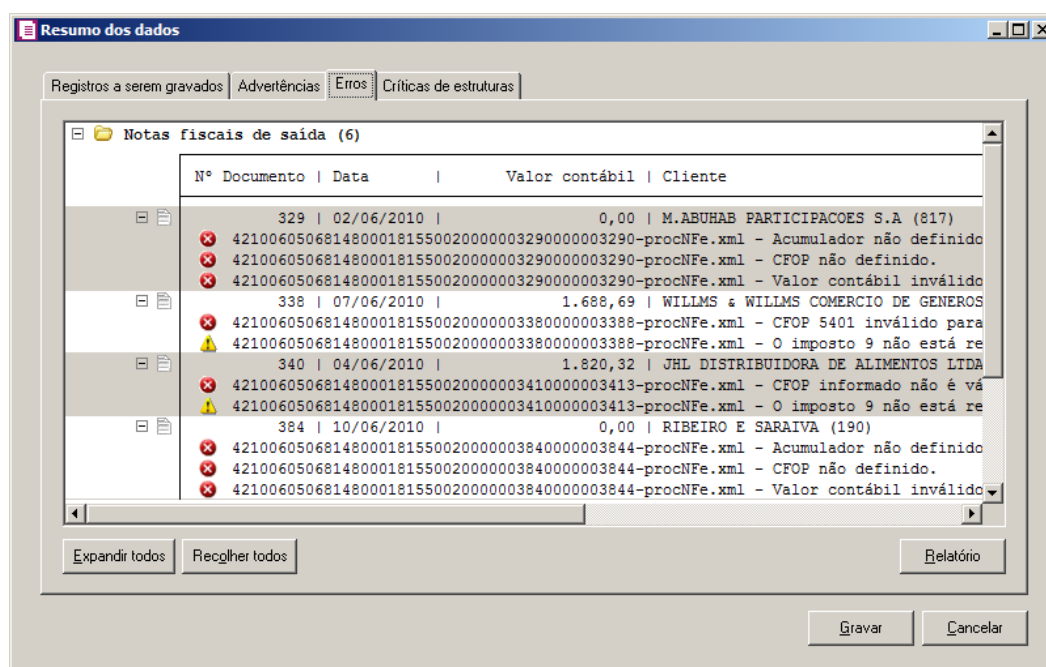 Resumo dos dados
Registros a serem gravados Advertências Erros Críticas de estruturas
Notas fiscais de saída (6)
Nº Documento | Data | Valor contábil | Cliente
329 | 02/06/2010 | 0,00 | M.ABUHAB PARTICIPACOES S.A (817)
42100605068148000181550020000003290000003290-procNFe.xml - Acumulador não definido
42100605068148000181550020000003290000003290-procNFe.xml - CFOP não definido.
42100605068148000181550020000003290000003290-procNFe.xml - Valor contábil inválido
338 | 07/06/2010 | 1.688,69 | WILLMS & WILLMS COMERCIO DE GENEROS
42100605068148000181550020000003380000003388-procNFe.xml - CFOP 5401 inválido para
42100605068148000181550020000003380000003388-procNFe.xml - O imposto 9 não está re
340 | 04/06/2010 | 1.820,32 | JHL DISTRIBUIDORA DE ALIMENTOS LTDA
42100605068148000181550020000003410000003413-procNFe.xml - CFOP informado não é vá
42100605068148000181550020000003410000003413-procNFe.xml - O imposto 9 não está re
384 | 10/06/2010 | 0,00 | RIBEIRO E SARAIVA (190)
42100605068148000181550020000003840000003844-procNFe.xml - Acumulador não definido
42100605068148000181550020000003840000003844-procNFe.xml - CFOP não definido.
42100605068148000181550020000003840000003844-procNFe.xml - Valor contábil inválido
Expandir todos Recolher todos Relatório
Gravar Cancelar